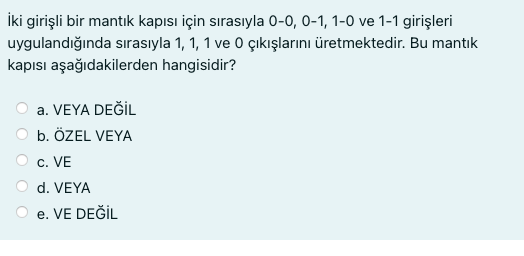 İki girişli bir mantık kapısı için sırasıyla 0-0, 0-1, 1-0 ve 1-1 girişleri
uygulandığında sırasıyla 1, 1, 1 ve 0 çıkışlarını üretmektedir. Bu mantık
kapısı aşağıdakilerden hangisidir?
a. VEYA DEĞİL
b. ÖZEL VEYA
c. VE
d. VEYA
e. VE DEĞİL